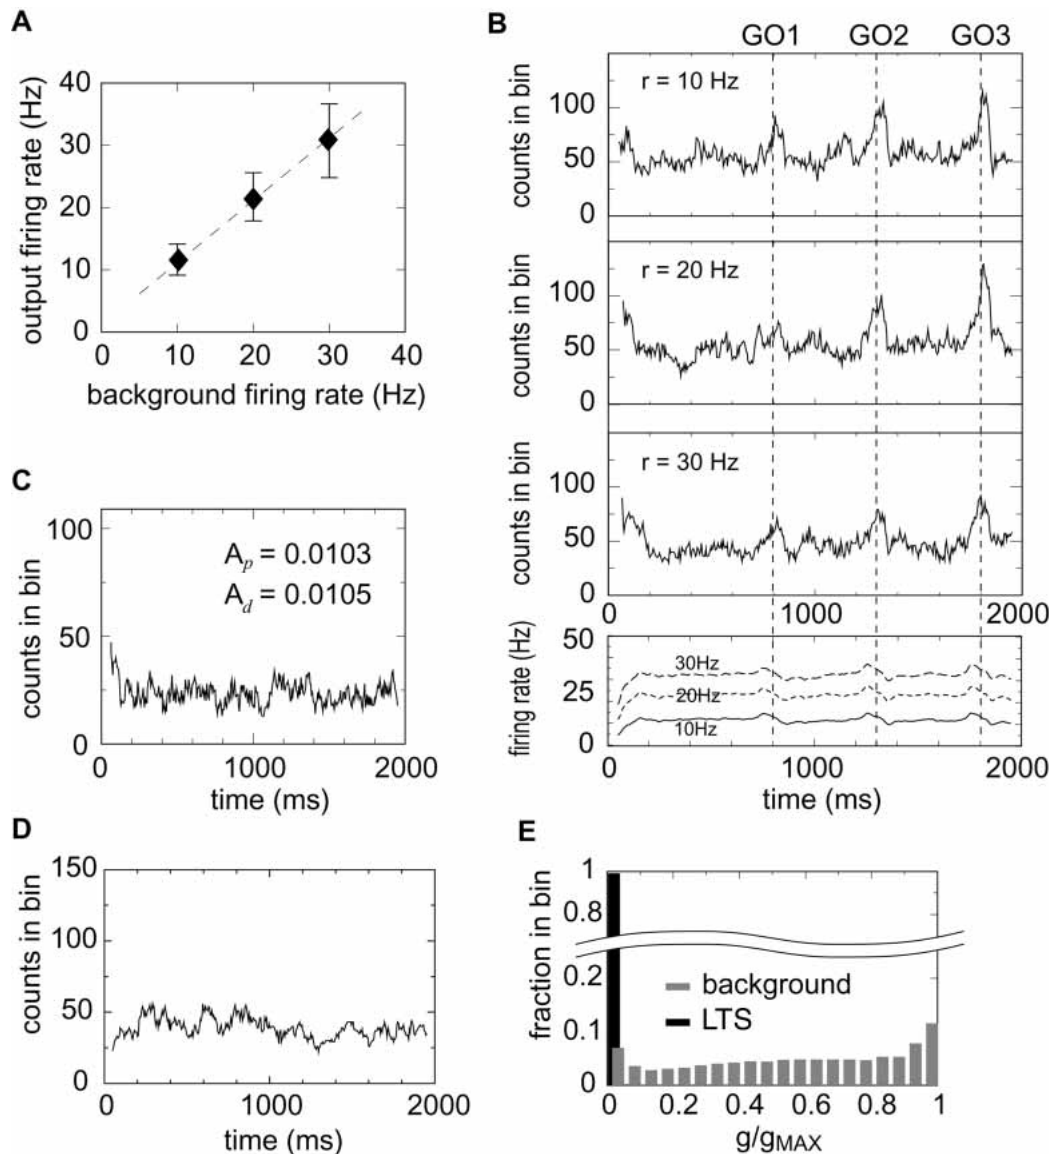 A
40
30
20
10
0
0 10 20 30 40
output firing rate (Hz)
background firing rate (Hz)
B
GO1 GO2 GO3
r = 10 Hz
100
50
0
counts in bin
r = 20 Hz
100
50
0
counts in bin
r = 30 Hz
100
50
0
counts in bin
0 1000 2000
50
25
0
firing rate (Hz)
30Hz
20Hz
10Hz
0 1000 2000
time (ms)
C
100
50
0
counts in bin
Ap = 0.0103
Ad = 0.0105
0 1000 2000
time (ms)
D
150
100
50
0
counts in bin
0 1000 2000
time (ms)
E
1
0.8
0.2
0.1
0
fraction in bin
background
LTS
0 0.2 0.4 0.6 0.8 1
g/gMAX